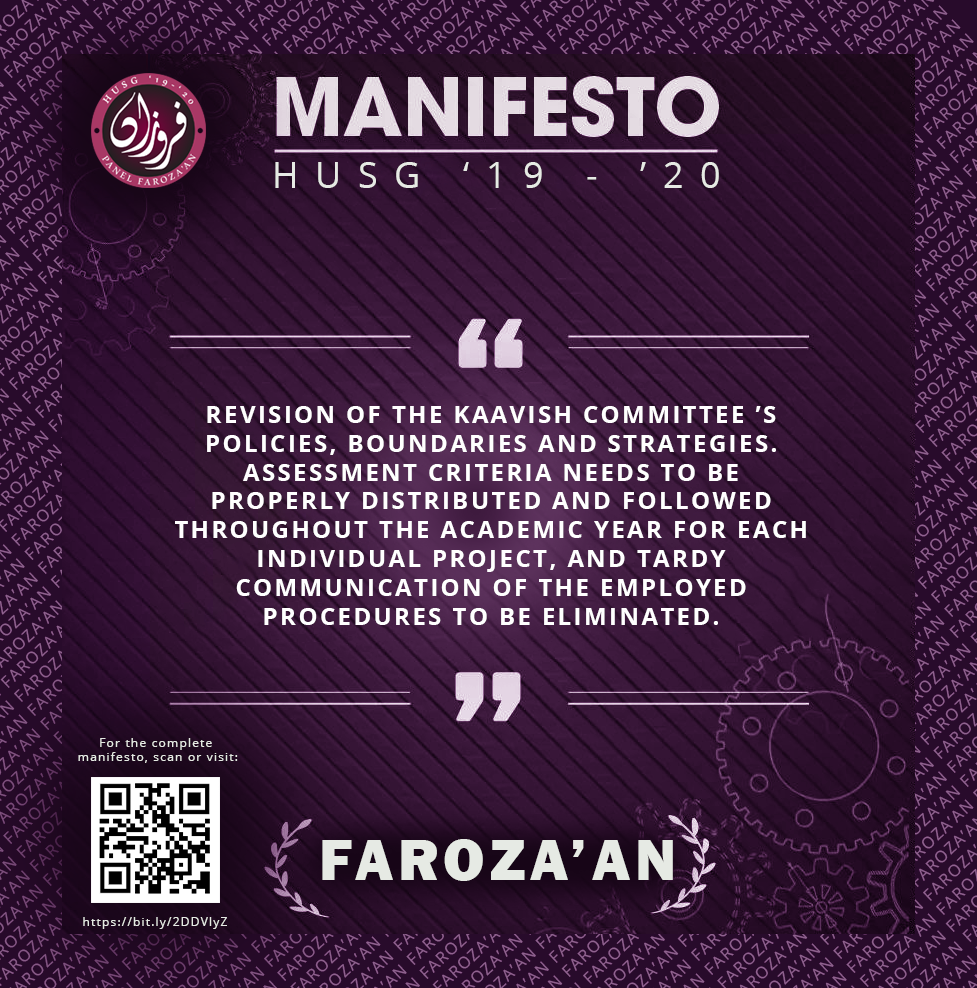 HUSG '19-'20
فروزاں
PANEL FAROZA'AN
MANIFESTO
HUSG ‘19 - ’20
“
REVISION OF THE KAAVISH COMMITTEE ’S
POLICIES, BOUNDARIES AND STRATEGIES.
ASSESSMENT CRITERIA NEEDS TO BE
PROPERLY DISTRIBUTED AND FOLLOWED
THROUGHOUT THE ACADEMIC YEAR FOR EACH
INDIVIDUAL PROJECT, AND TARDY
COMMUNICATION OF THE EMPLOYED
PROCEDURES TO BE ELIMINATED.
”
For the complete
manifesto, scan or visit:
https://bit.ly/2DDVlyZ
FAROZA’AN